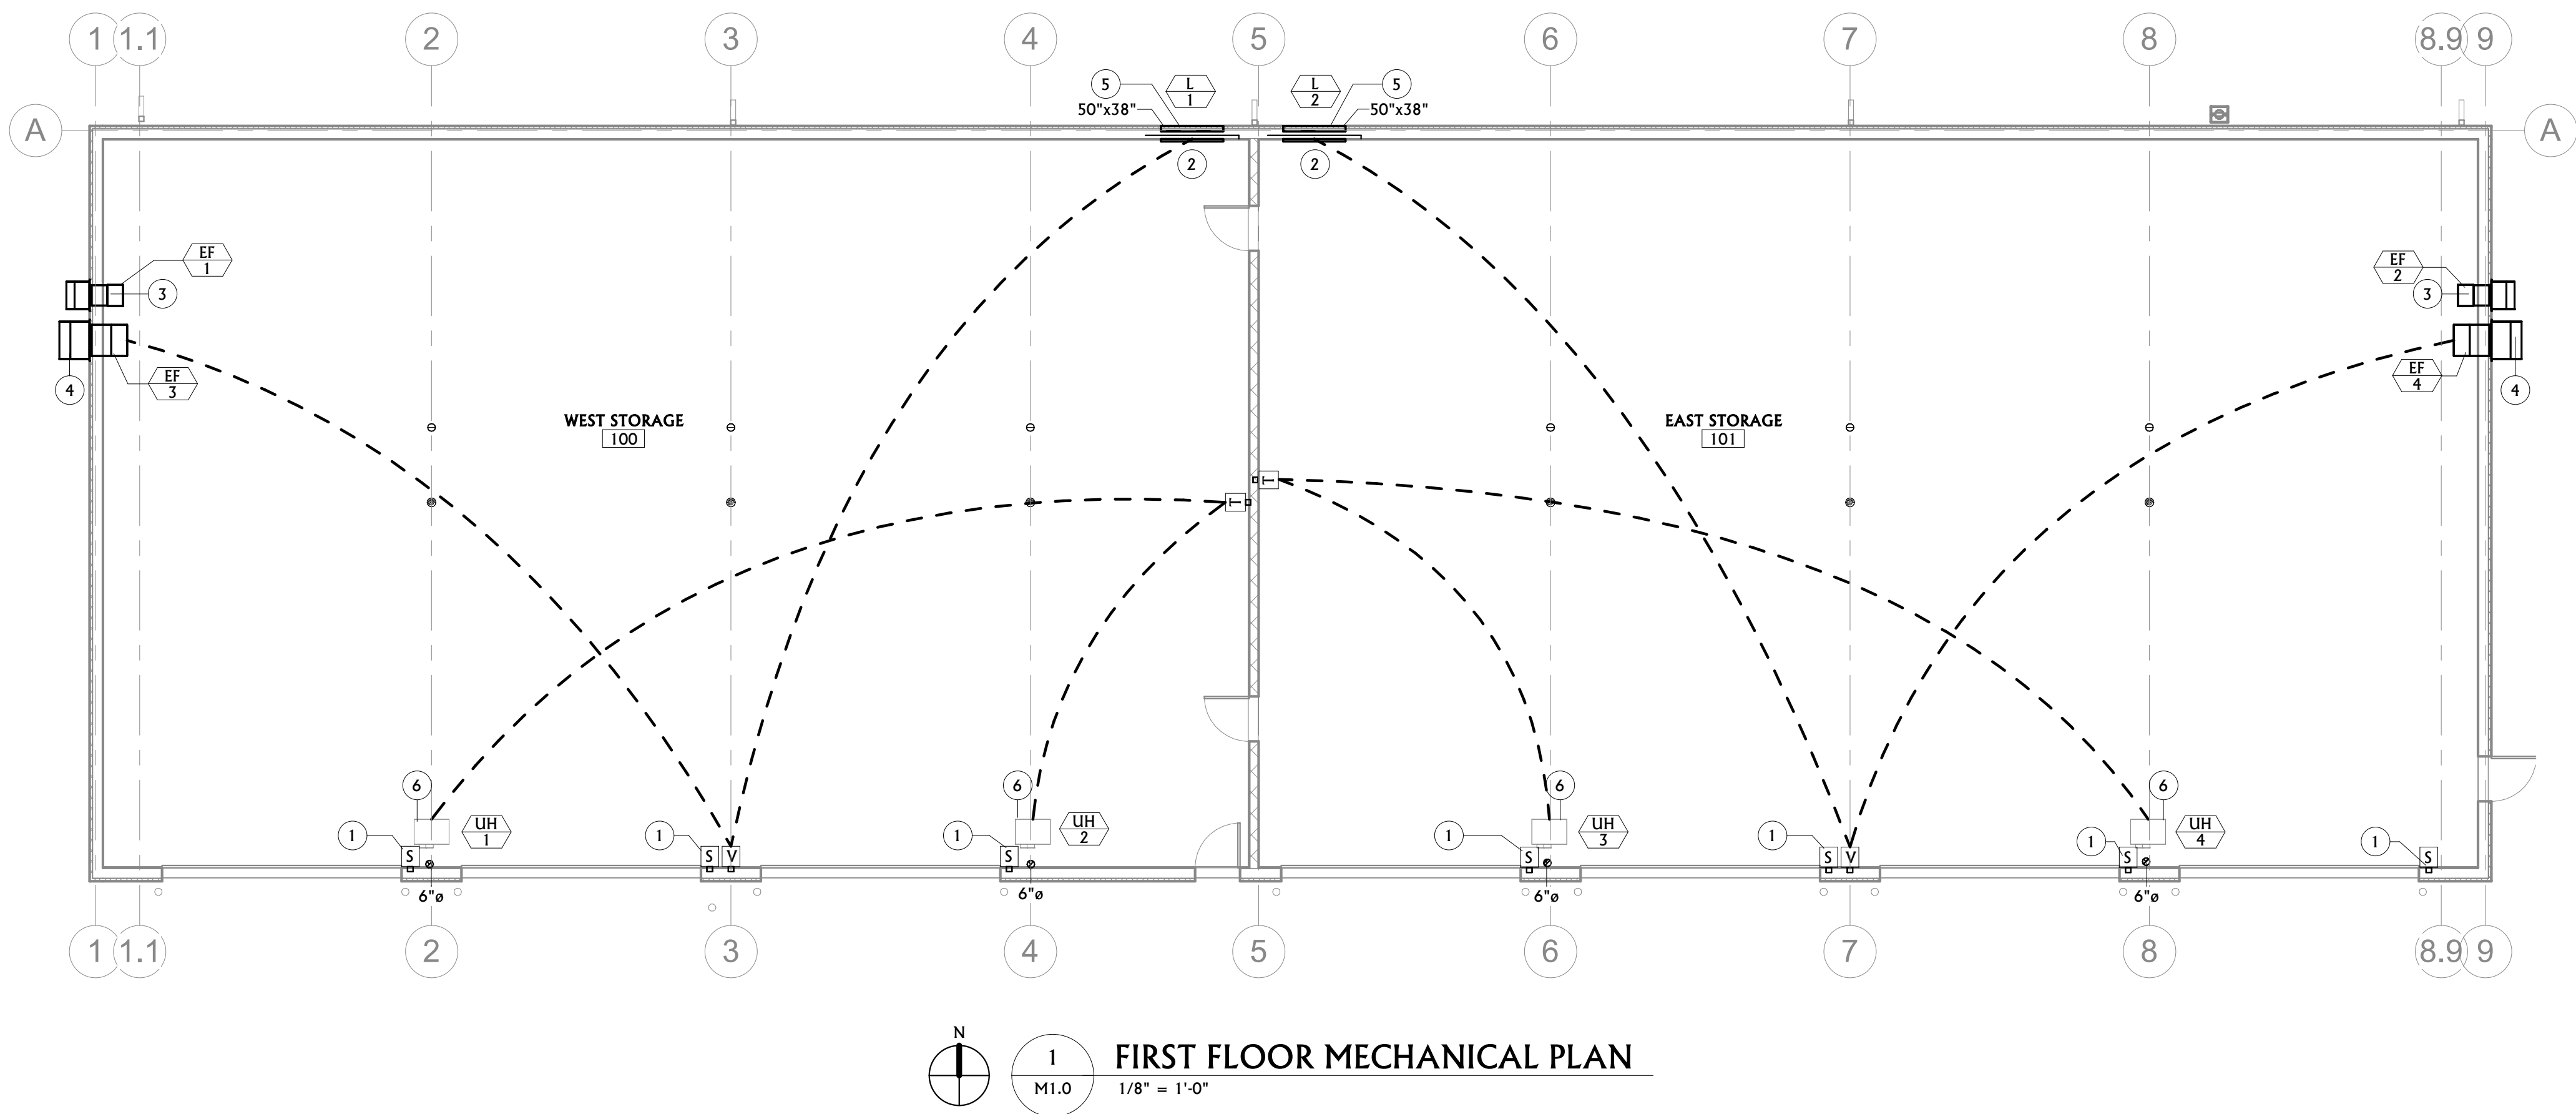 1 1.1 2 3 4 5 6 7 8 8.9 9
5 L 1 L 2 5
50"x38" 50"x38"
A A
2 2
EF 1 EF 2
3 3
EF 3 EF 4
4 4
WEST STORAGE EAST STORAGE
100 101
T T
6 6 6 6
UH 1 UH 2 UH 3 UH 4
1 1 1 1 1 1 1
S S V S S S V S S
6"ø 6"ø 6"ø 6"ø
1 1.1 2 3 4 5 6 7 8 8.9 9
N
1 FIRST FLOOR MECHANICAL PLAN
M1.0 1/8" = 1'-0"